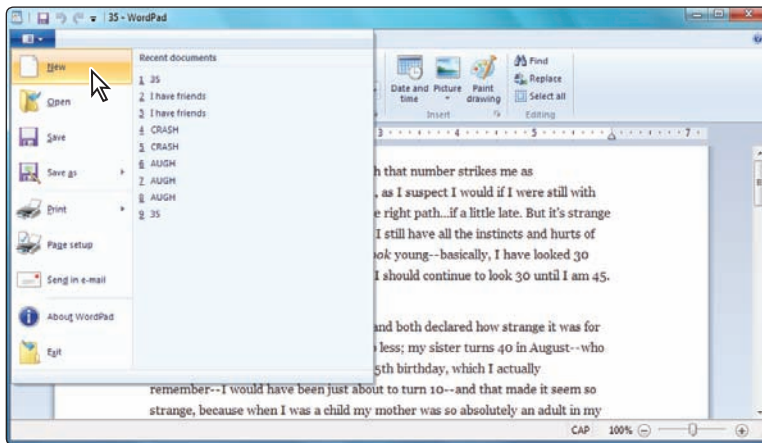 35 - WordPad
New
Open
Save
Save as
Print
Page setup
Send in e-mail
About WordPad
Exit
Recent documents
1 35
2 I have friends
3 I have friends
4 CRASH
5 CRASH
6 AUGH
7 AUGH
8 AUGH
9 35
Date and time
Picture
Paint drawing
Insert
Find
Replace
Select all
Editing
3 4 5 7
h that number strikes me as
, as I suspect I would if I were still with
e right path...if a little late. But it's strange
I still have all the instincts and hurts of
ok young--basically, I have looked 30
I should continue to look 30 until I am 45.
and both declared how strange it was for
less; my sister turns 40 in August--who
5th birthday, which I actually
remember--I would have been just about to turn 10--and that made it seem so
strange, because when I was a child my mother was so absolutely an adult in my
CAP 100%